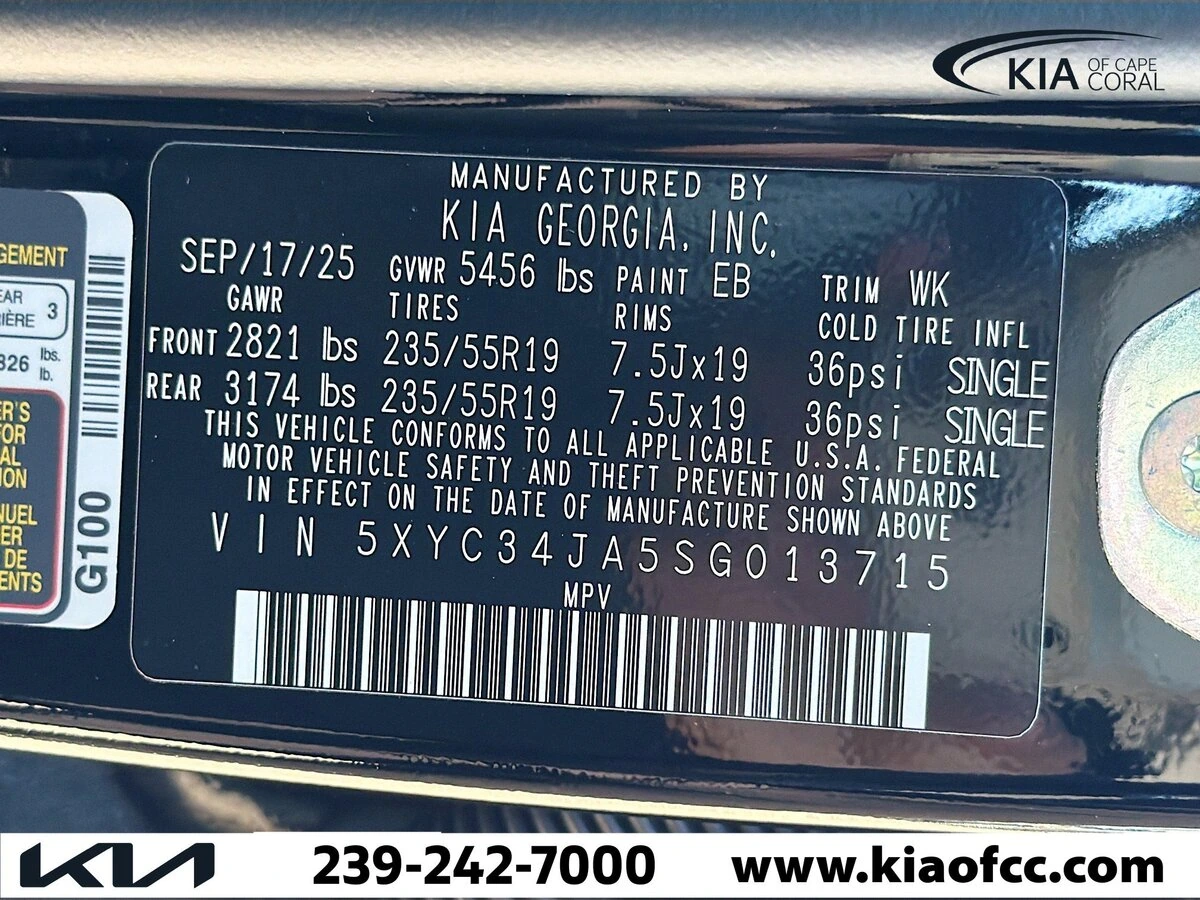 KIA OF CAPE CORAL
MANUFACTURED BY
KIA GEORGIA, INC.
SEP/17/25 GVWR 5456 lbs PAINT EB TRIM WK
GAWR TIRES RIMS COLD TIRE INFL
FRONT 2821 lbs 235/55R19 7.5Jx19 36psi SINGLE
REAR 3174 lbs 235/55R19 7.5Jx19 36psi SINGLE
THIS VEHICLE CONFORMS TO ALL APPLICABLE U.S.A. FEDERAL
MOTOR VEHICLE SAFETY AND THEFT PREVENTION STANDARDS
IN EFFECT ON THE DATE OF MANUFACTURE SHOWN ABOVE
VIN 5XYC34JA5SG013715
MPV
3
lbs.
lb.
DE
G100
KIA 239-242-7000 www.kiaofcc.com